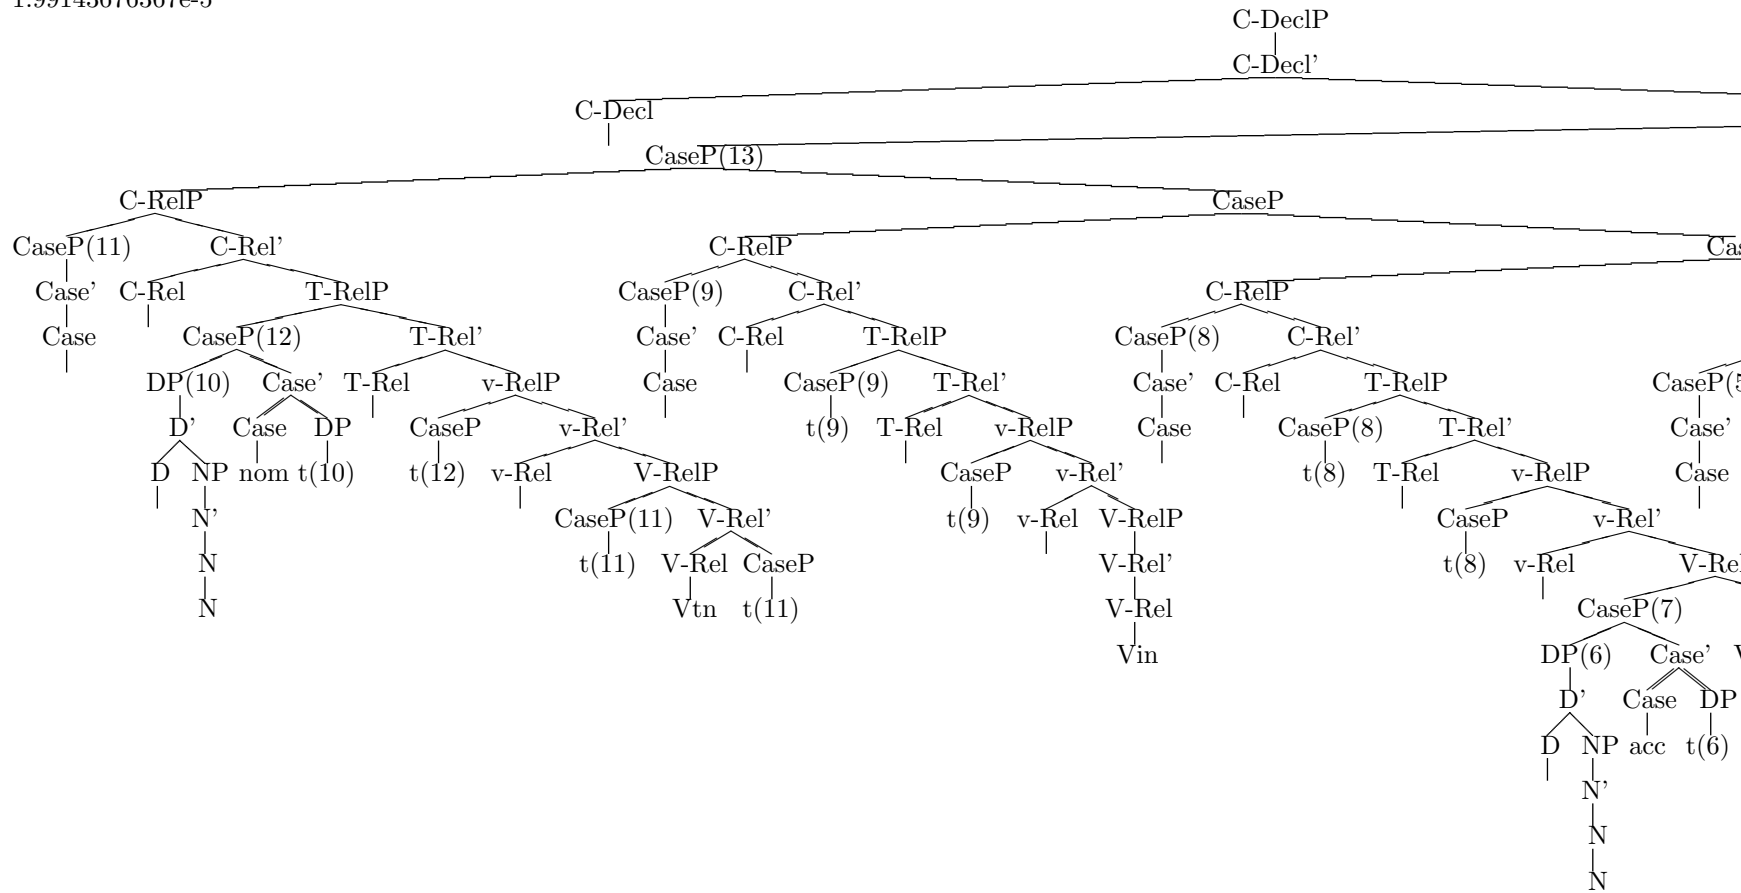 C-DeclP
C-Decl’
C-Decl
CaseP(13)
C-RelP CaseP
CaseP(11) C-Rel’ C-RelP
Case’ C-Rel T-RelP CaseP(9) C-Rel’ C-RelP
Case CaseP(12) T-Rel’ Case’ C-Rel T-RelP CaseP(8) C-Rel’
DP(10) Case’ T-Rel v-RelP Case CaseP(9) T-Rel’ Case’ C-Rel T-RelP
D’ Case DP CaseP v-Rel’ t(9) T-Rel v-RelP Case CaseP(8) T-Rel’ Case’
D NP nom t(10) t(12) v-Rel V-RelP CaseP v-Rel’ t(8) T-Rel v-RelP Case
N’ CaseP(11) V-Rel’ t(9) v-Rel V-RelP CaseP v-Rel’
N t(11) V-Rel CaseP V-Rel’ t(8) v-Rel
N Vtn t(11) V-Rel CaseP(7)
Vin DP(6) Case’
D’ Case DP
D NP acc t(6)
N’
N
N